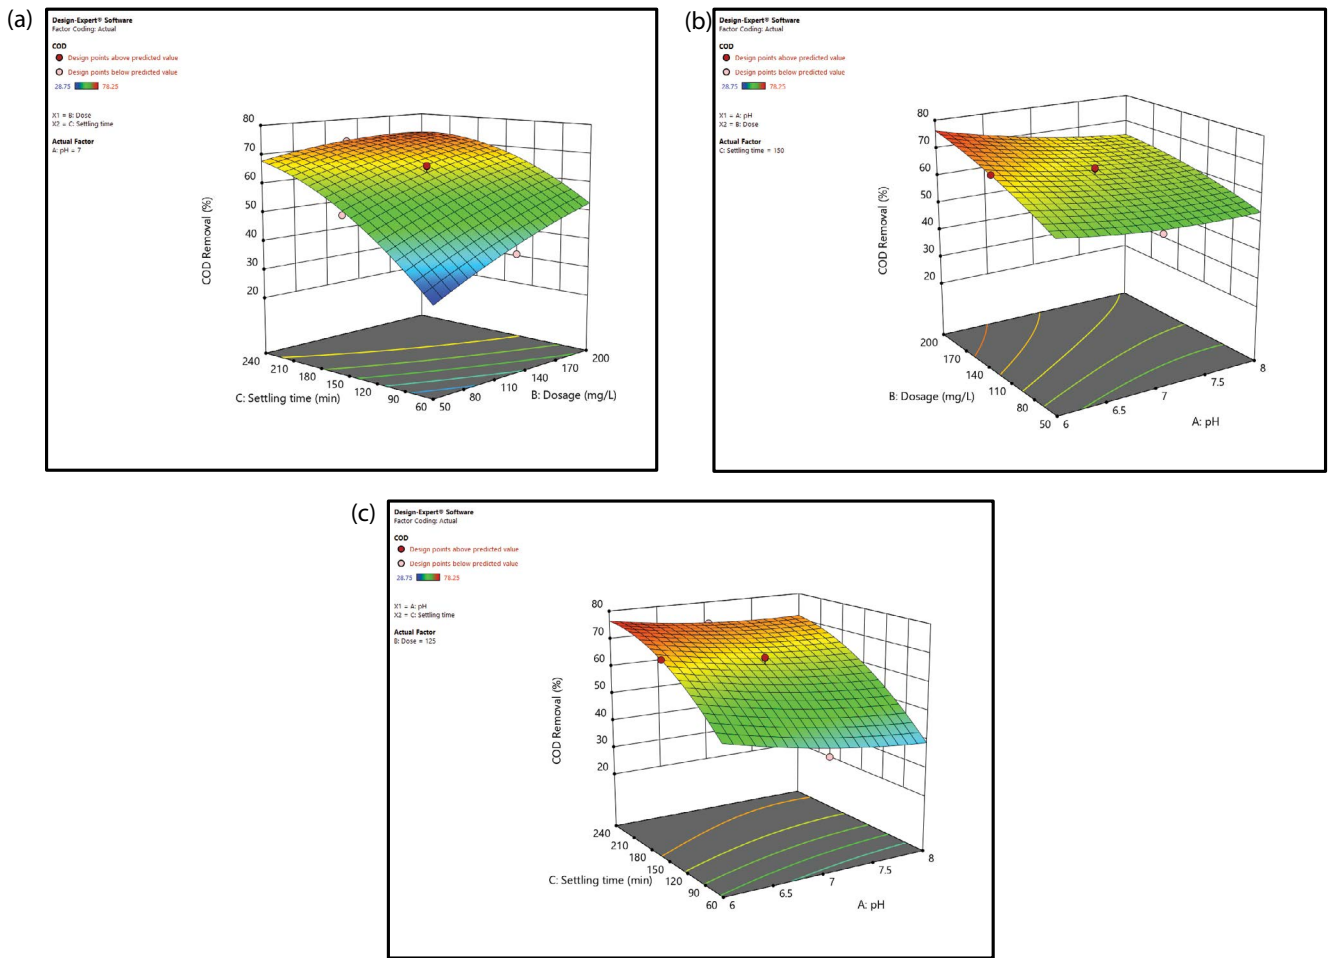 (a)
Design-Expert® Software
Factor Coding: Actual
COD
Design points above predicted value
Design points below predicted value
28.75 78.25
X1 = B: Dose
X2 = C: Settling time
Actual Factor
A: pH = 7
80
70
60
50
40
30
20
COD Removal (%)
240
210
180
150
120
90
60
C: Settling time (min)
50
80
110
140
170
200
B: Dosage (mg/L)
(b)
Design-Expert® Software
Factor Coding: Actual
COD
Design points above predicted value
Design points below predicted value
28.75 78.25
X1 = A: pH
X2 = B: Dose
Actual Factor
C: Settling time = 150
80
70
60
50
40
30
20
COD Removal (%)
200
170
140
110
80
50
B: Dosage (mg/L)
6
6.5
7
7.5
8
A: pH
(c)
Design-Expert® Software
Factor Coding: Actual
COD
Design points above predicted value
Design points below predicted value
28.75 78.25
X1 = A: pH
X2 = C: Settling time
Actual Factor
B: Dose = 125
80
70
60
50
40
30
20
COD Removal (%)
240
210
180
150
120
90
60
C: Settling time (min)
6
6.5
7
7.5
8
A: pH